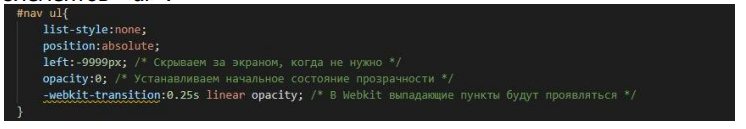 #nav ul{
list-style:none;
position:absolute;
left:-9999px; /* Скрываем за экраном, когда не нужно */
opacity:0; /* Устанавливаем начальное состояние прозрачности */
-webkit-transition:0.25s linear opacity; /* В Webkit выпадающие пункты будут проявляться */
}